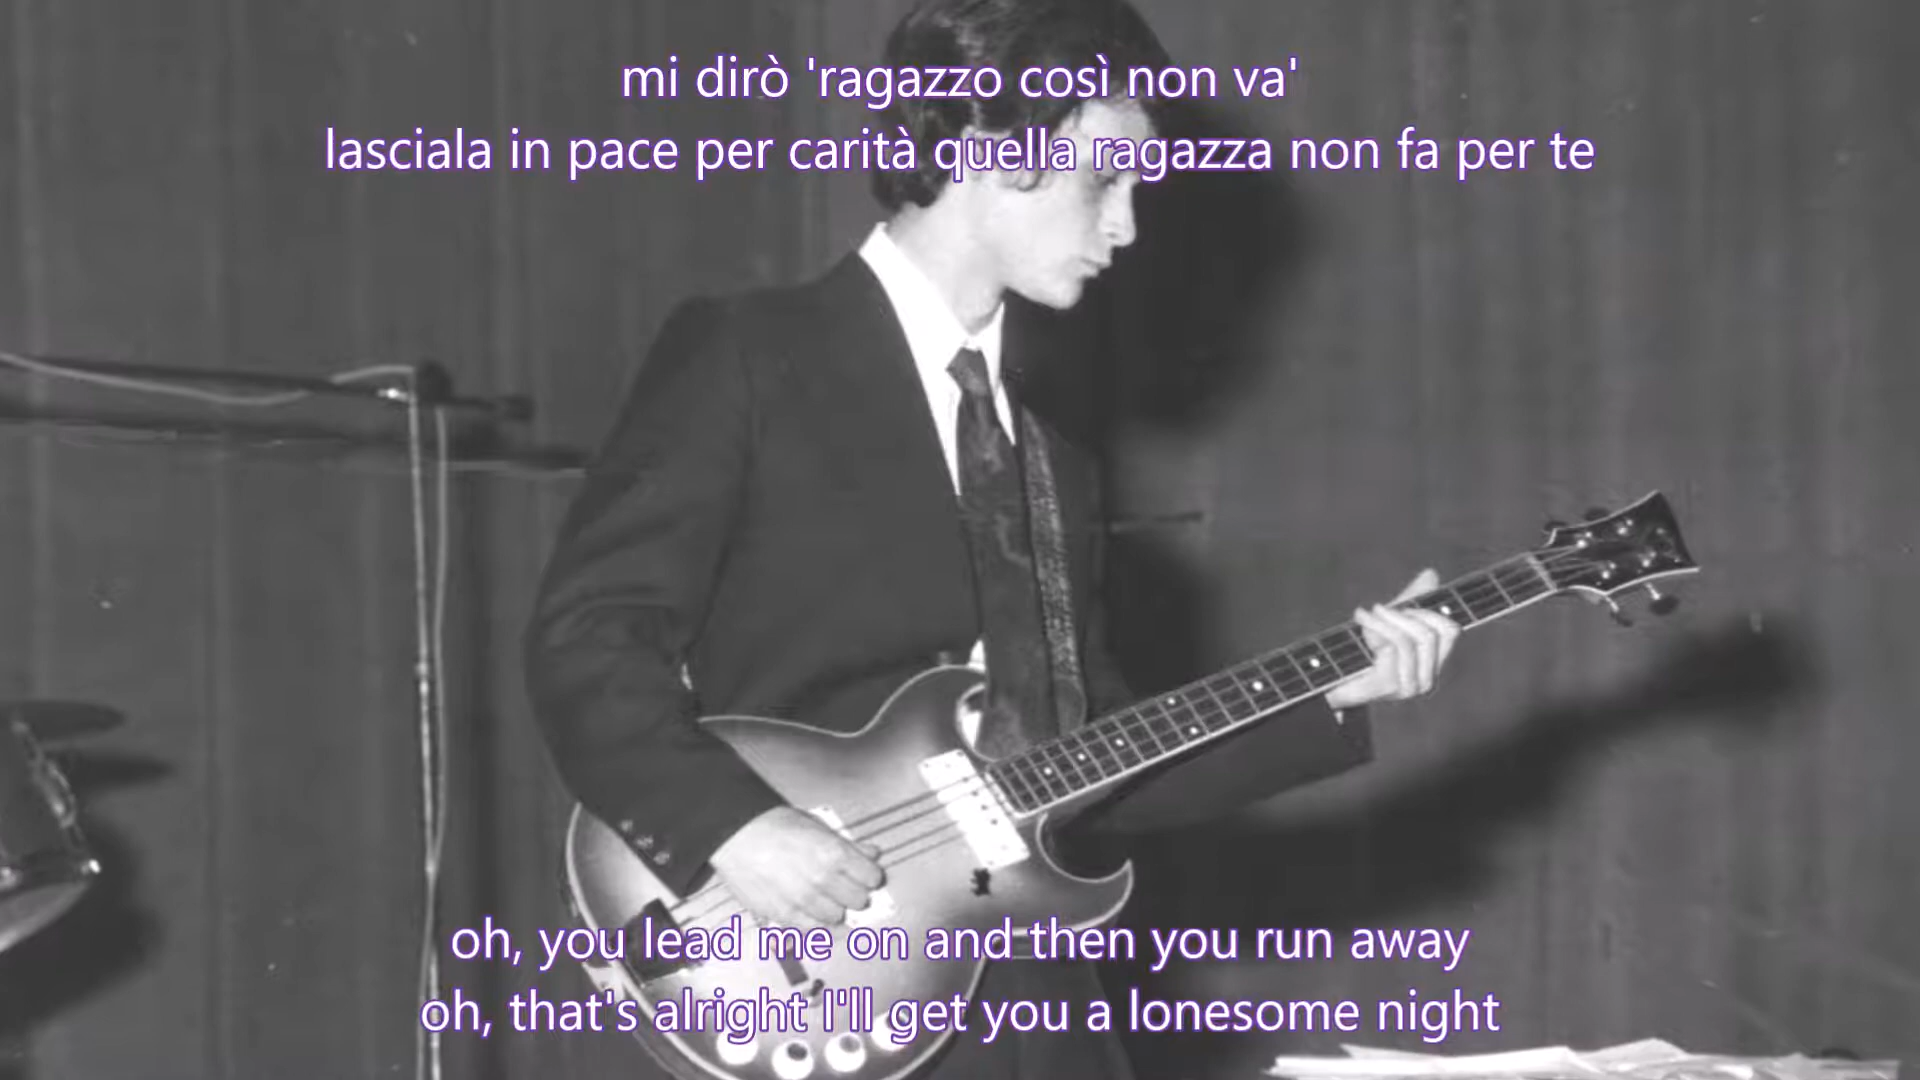 mi dirò 'ragazzo così non va'
lasciala in pace per carità quella ragazza non fa per te
oh, you lead me on and then you run away
oh, that's alright I'll get you a lonesome night